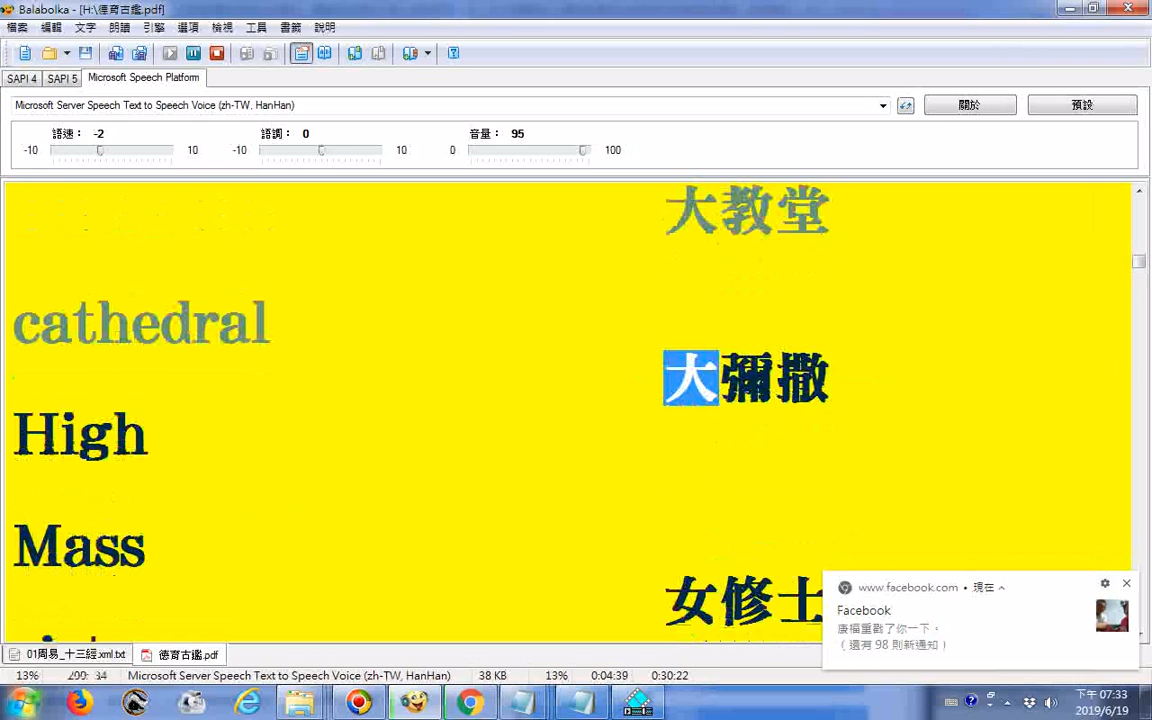 Balabolka - [H:\德育古鑑.pdf]
檔案 編輯 文字 朗讀 引擎 選項 檢視 工具 書籤 說明
SAPI 4 SAPI 5 Microsoft Speech Platform
Microsoft Server Speech Text to Speech Voice (zh-TW, HanHan) 關於 預設
語速： -2 語調： 0 音量： 95
-10 10 -10 10 0 100
大教堂
cathedral
大彌撒
High
Mass
女修士
www.facebook.com • 現在
Facebook
康福重戳了你一下。
（還有 98 則新通知）
01周易_十三經.xml.txt 德育古鑑.pdf
13% Microsoft Server Speech Text to Speech Voice (zh-TW, HanHan) 38 KB 13% 0:04:39 0:30:22
下午 07:33
2019/6/19